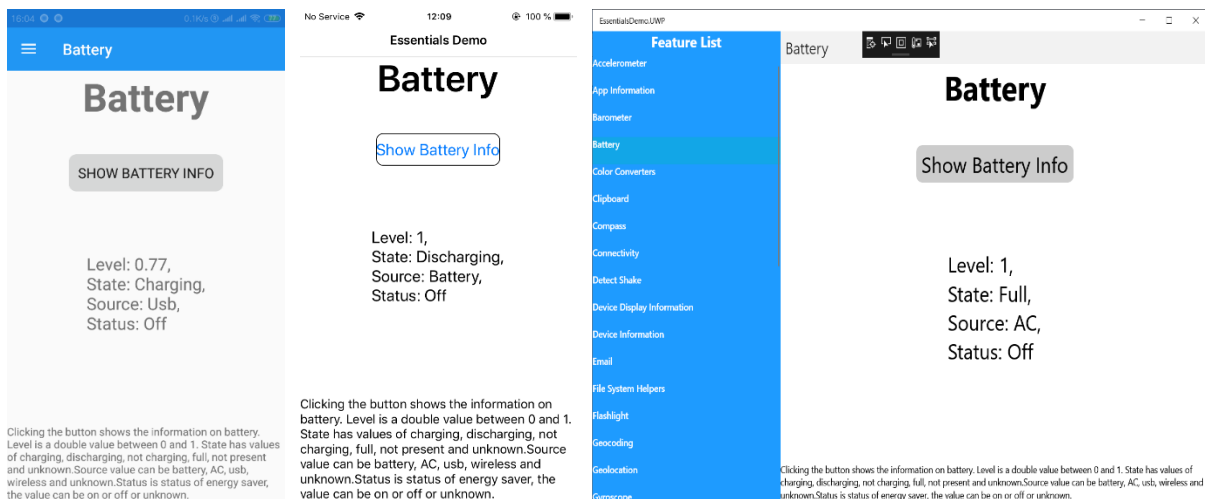 16:04
0,1K/s
Battery
Battery
SHOW BATTERY INFO
Level: 0.77,
State: Charging,
Source: Usb,
Status: Off
Clicking the button shows the information on battery.
Level is a double value between 0 and 1. State has values
of charging, discharging, not charging, full, not present
and unknown.Source value can be battery, AC, usb,
wireless and unknown.Status is status of energy saver,
the value can be on or off or unknown.
No Service 12:09 100 %
Essentials Demo
Battery
Show Battery Info
Level: 1,
State: Discharging,
Source: Battery,
Status: Off
Clicking the button shows the information on
battery. Level is a double value between 0 and 1.
State has values of charging, discharging, not
charging, full, not present and unknown.Source
value can be battery, AC, usb, wireless and
unknown.Status is status of energy saver, the
value can be on or off or unknown.
EssentialsDemo.UWP
Feature List
Accelerometer
App Information
Barometer
Battery
Color Converters
Clipboard
Compass
Connectivity
Detect Shake
Device Display Information
Device Information
Email
File System Helpers
Flashlight
Geocoding
Geolocation
Gyroscope
Battery
Battery
Show Battery Info
Level: 1,
State: Full,
Source: AC,
Status: Off
Clicking the button shows the information on battery. Level is a double value between 0 and 1. State has values of
charging, discharging, not charging, full, not present and unknown.Source value can be battery, AC, usb, wireless and
unknown.Status is status of energy saver, the value can be on or off or unknown.